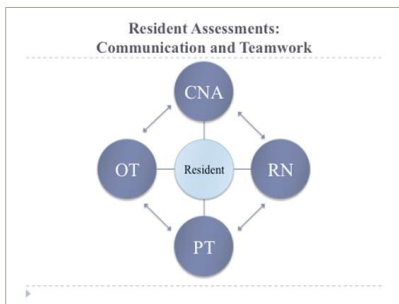 Resident Assessments:
Communication and Teamwork
CNA
OT
Resident
RN
PT